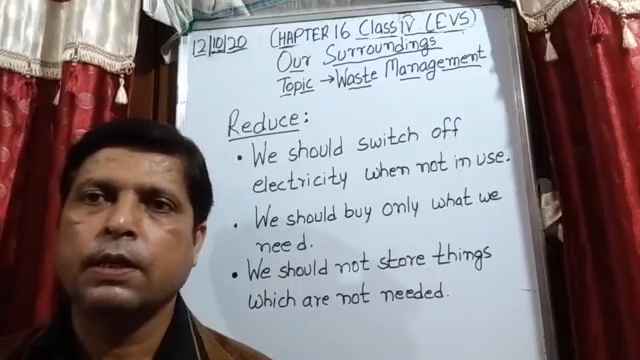 12/10/20 CHAPTER 16 Class IV (EVS)
Our Surroundings
Topic → Waste Management
Reduce:
• We should switch off
electricity when not in use.
• We should buy only what we
need.
• We should not store things
which are not needed.